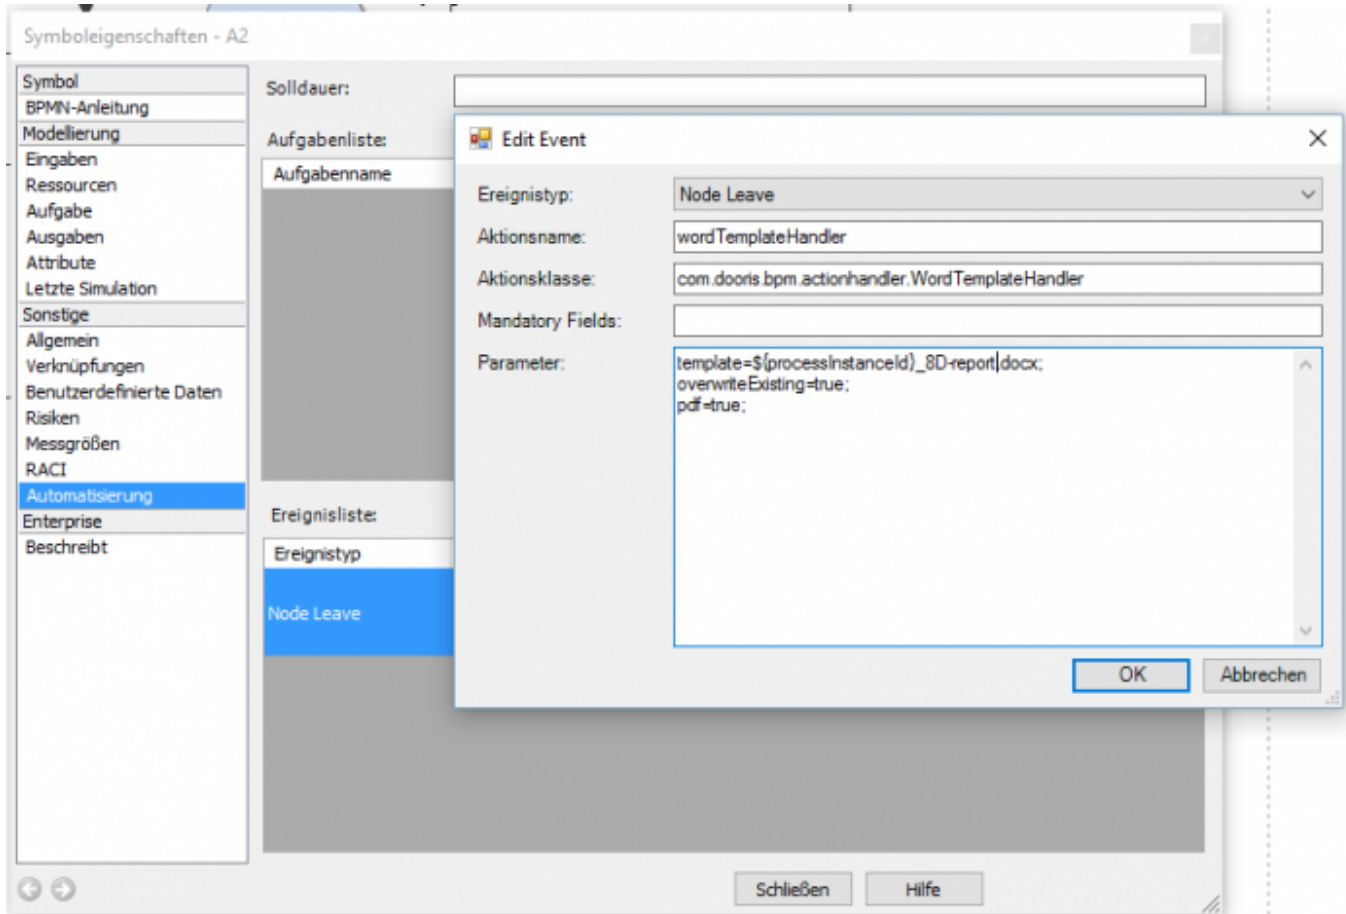 Symboleigenschaften - A2
Symbol
BPMN-Anleitung
Modellierung
Eingaben
Ressourcen
Aufgabe
Ausgaben
Attribute
Letzte Simulation
Sonstige
Allgemein
Verknüpfungen
Benutzerdefinierte Daten
Risiken
Messgrößen
RACI
Automatisierung
Enterprise
Beschreibt
Solldauer:
Aufgabenliste:
Aufgabenname
Ereignisliste:
Ereignistyp
Node Leave
Edit Event
Ereignistyp:
Node Leave
Aktionsname:
wordTemplateHandler
Aktionsklasse:
com.dooris.bpm.actionhandler.WordTemplateHandler
Mandatory Fields:
Parameter:
template=${processInstanceId}_8D-report.docx;
overwriteExisting=true;
pdf=true;
OK
Abbrechen
Schließen
Hilfe